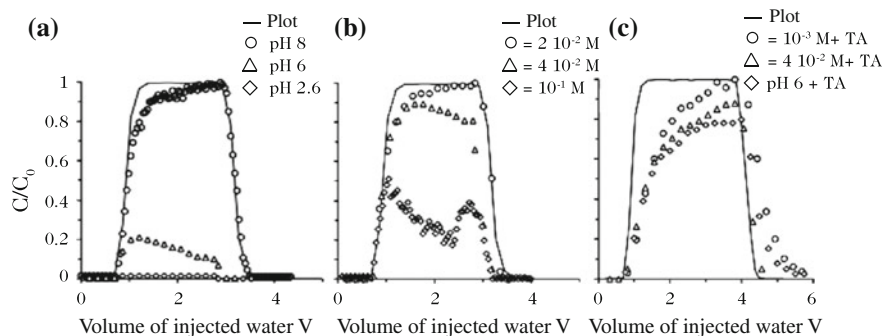 (a)
— Plot
○ pH 8
△ pH 6
◇ pH 2.6
(b)
— Plot
○ = 2 10⁻² M
△ = 4 10⁻² M
◇ = 10⁻¹ M
(c)
— Plot
○ = 10⁻³ M+ TA
△ = 4 10⁻² M+ TA
◇ pH 6 + TA
C/C₀
1
0.8
0.6
0.4
0.2
0
0 2 4
0 2 4
0 2 4 6
Volume of injected water V
Volume of injected water V
Volume of injected water V